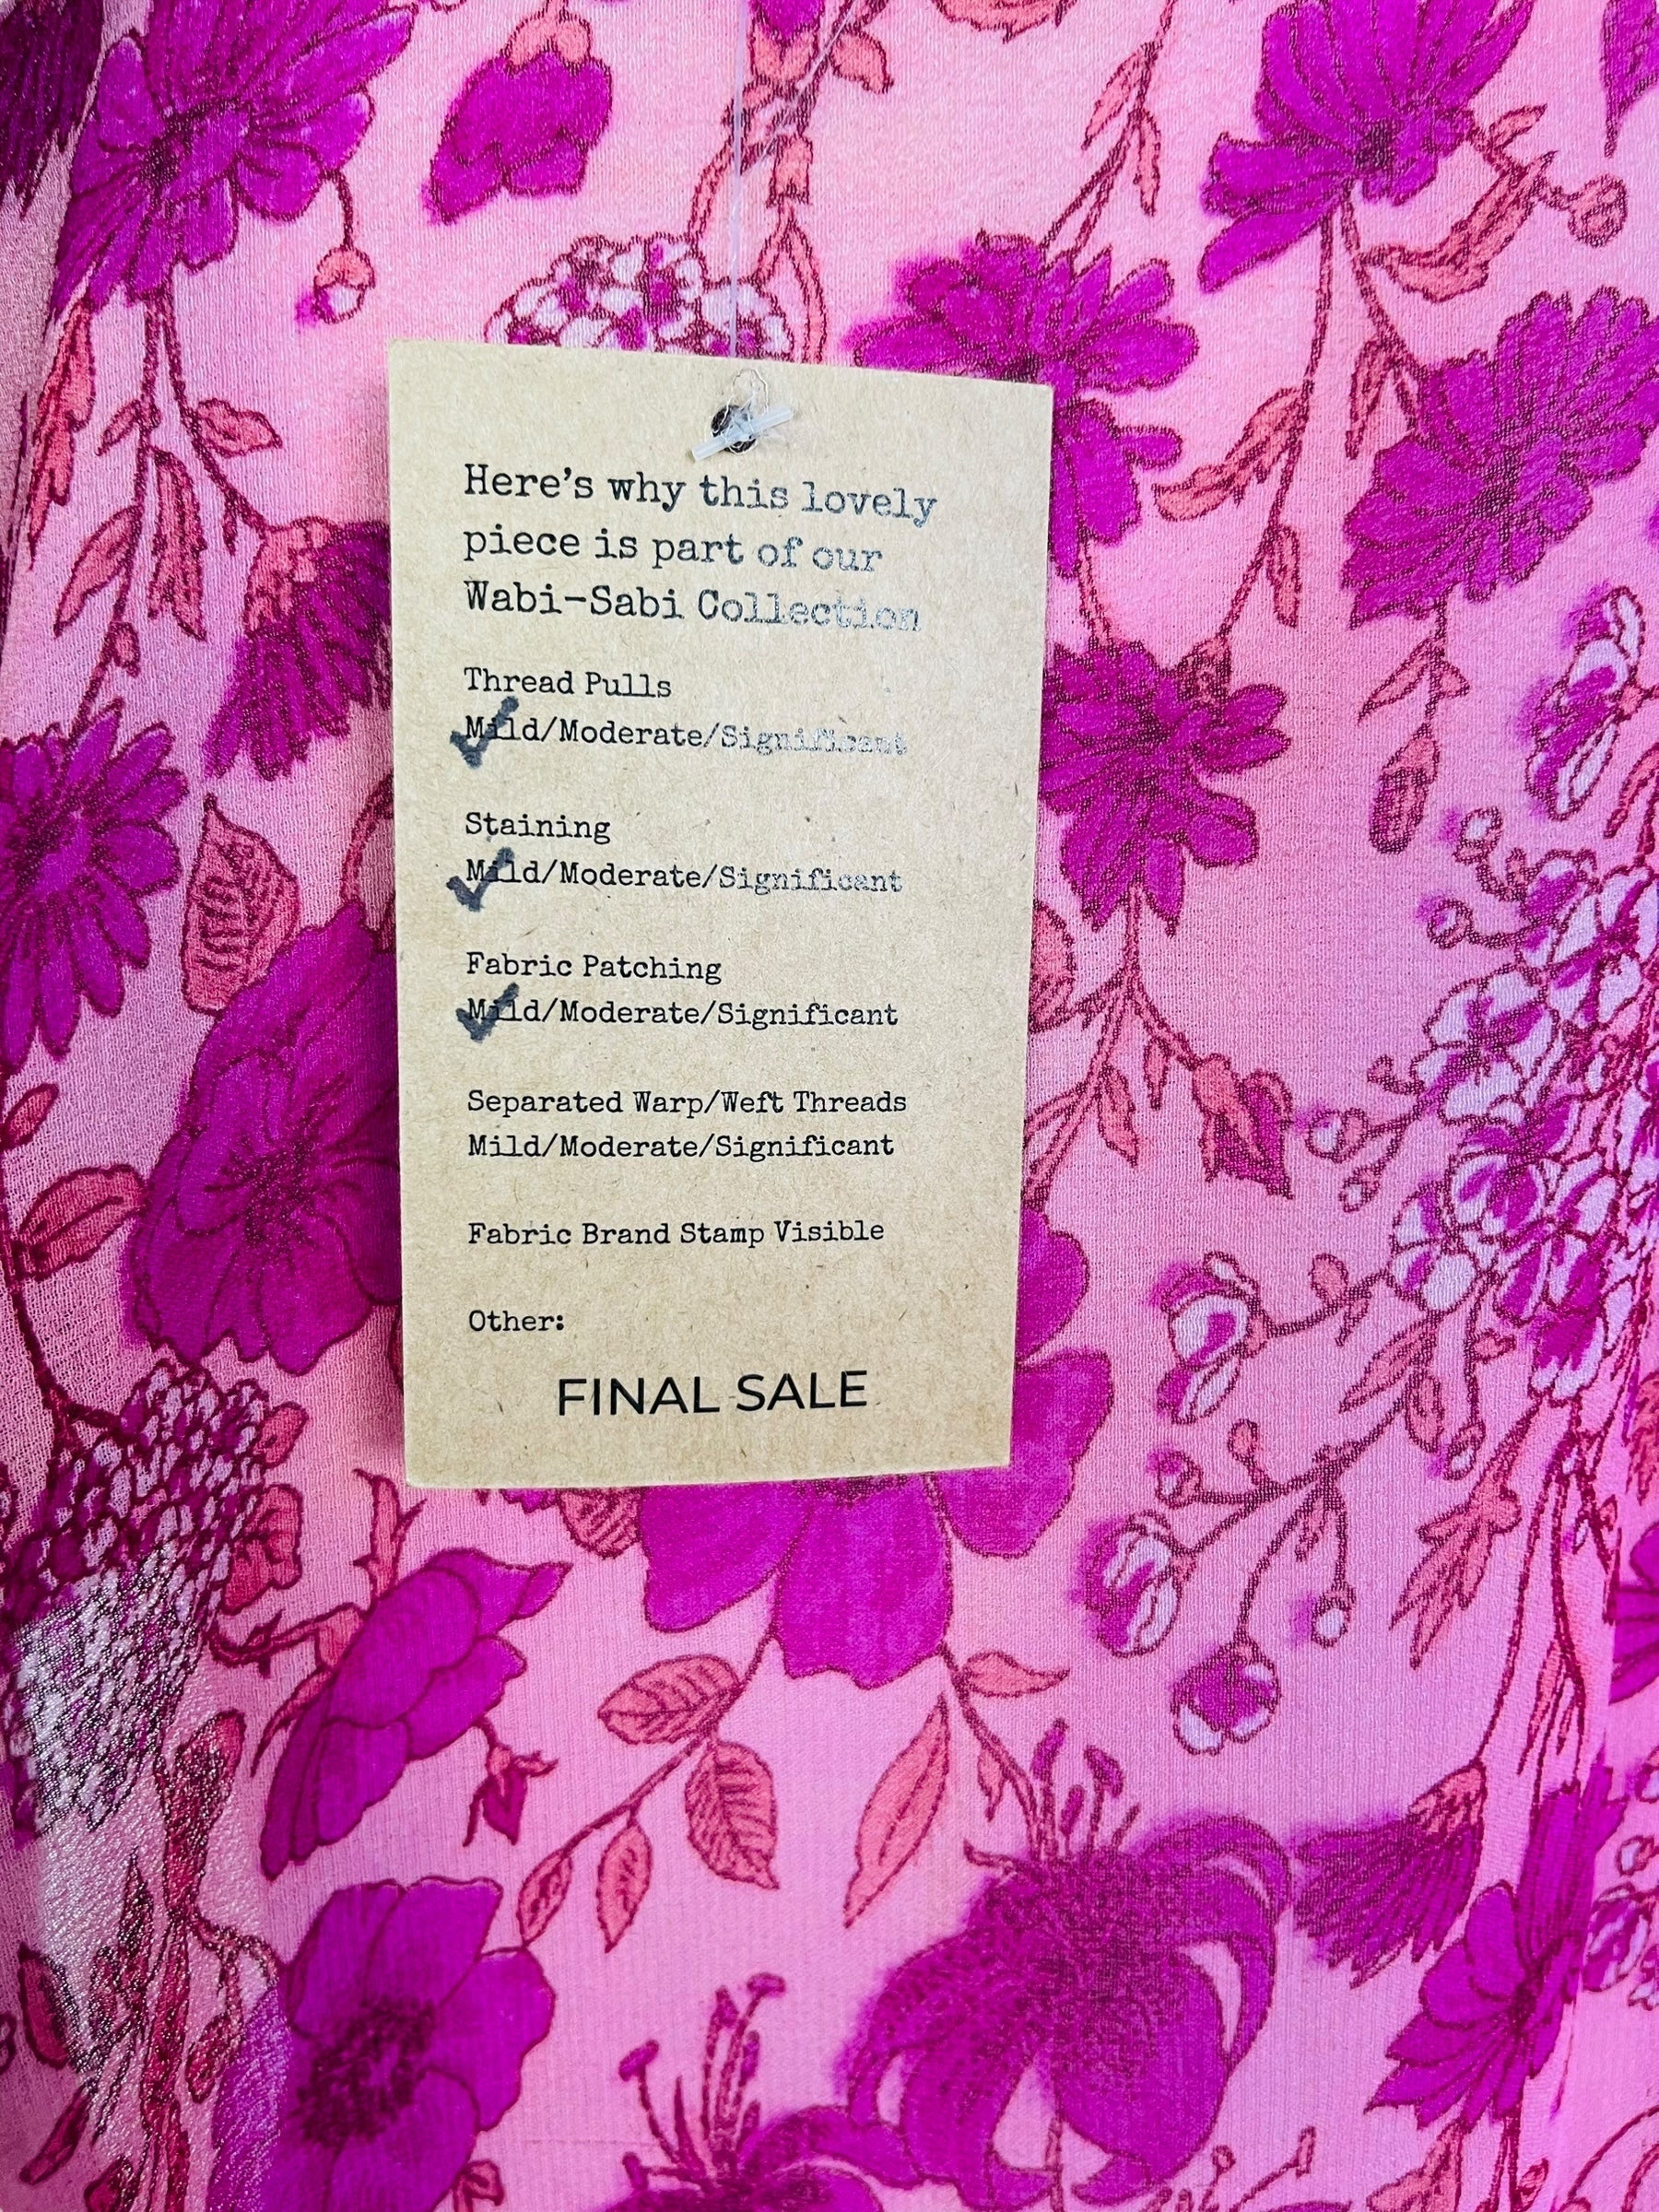 Here's why this lovely
piece is part of our
Wabi-Sabi Collection
Thread Pulls
Mild/Moderate/Significant
Staining
Mild/Moderate/Significant
Fabric Patching
Mild/Moderate/Significant
Separated Warp/Weft Threads
Mild/Moderate/Significant
Fabric Brand Stamp Visible
Other:
FINAL SALE